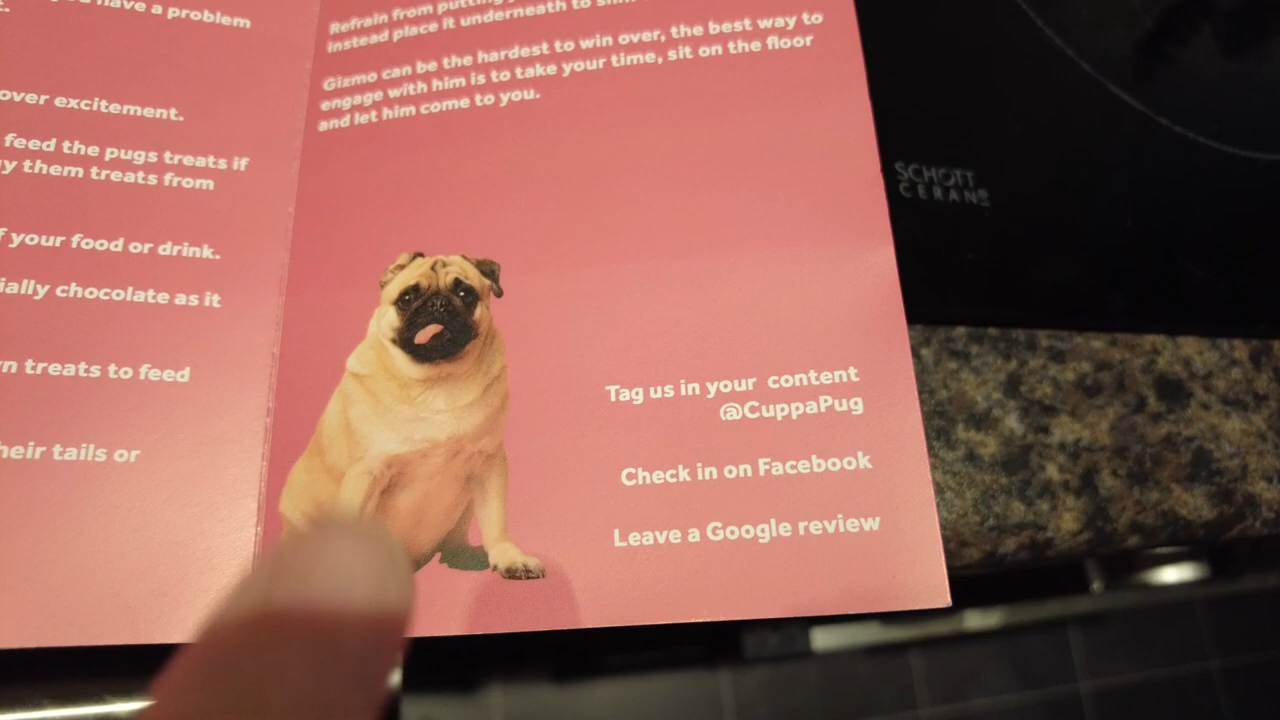 have a problem
over excitement.
feed the pugs treats if
them treats from
your food or drink.
chocolate as it
treats to feed
tails or
Refrain from
instead place it underneath to
Gizmo can be the hardest to win over, the best way to
engage with him is to take your time, sit on the floor
and let him come to you.
Tag us in your content
@CuppaPug
Check in on Facebook
Leave a Google review
SCHOTT
CERAN®